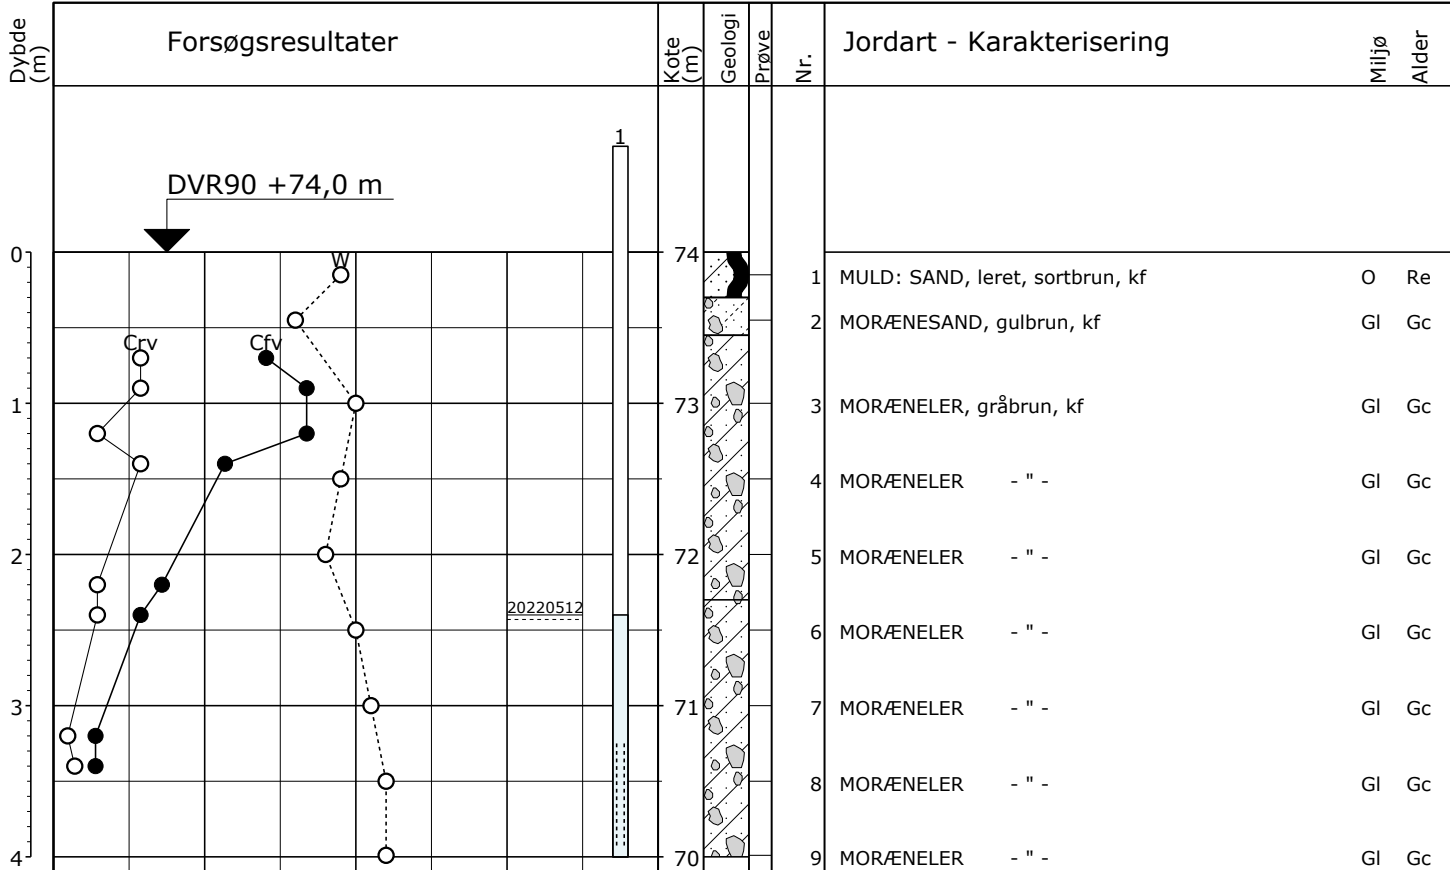 Dybde (m) Forsøgsresultater Kote (m) Geologi Prøve Nr. Jordart - Karakterisering Miljø Alder
1
DVR90 +74,0 m
0 W 74
1 MULD: SAND, leret, sortbrun, kf O Re
2 MORÆNESAND, gulbrun, kf Gl Gc
Crv Cfv
1 73 3 MORÆNELER, gråbrun, kf Gl Gc
4 MORÆNELER - " - Gl Gc
2 72 5 MORÆNELER - " - Gl Gc
20220512
6 MORÆNELER - " - Gl Gc
3 71 7 MORÆNELER - " - Gl Gc
8 MORÆNELER - " - Gl Gc
4 70 9 MORÆNELER - " - Gl Gc